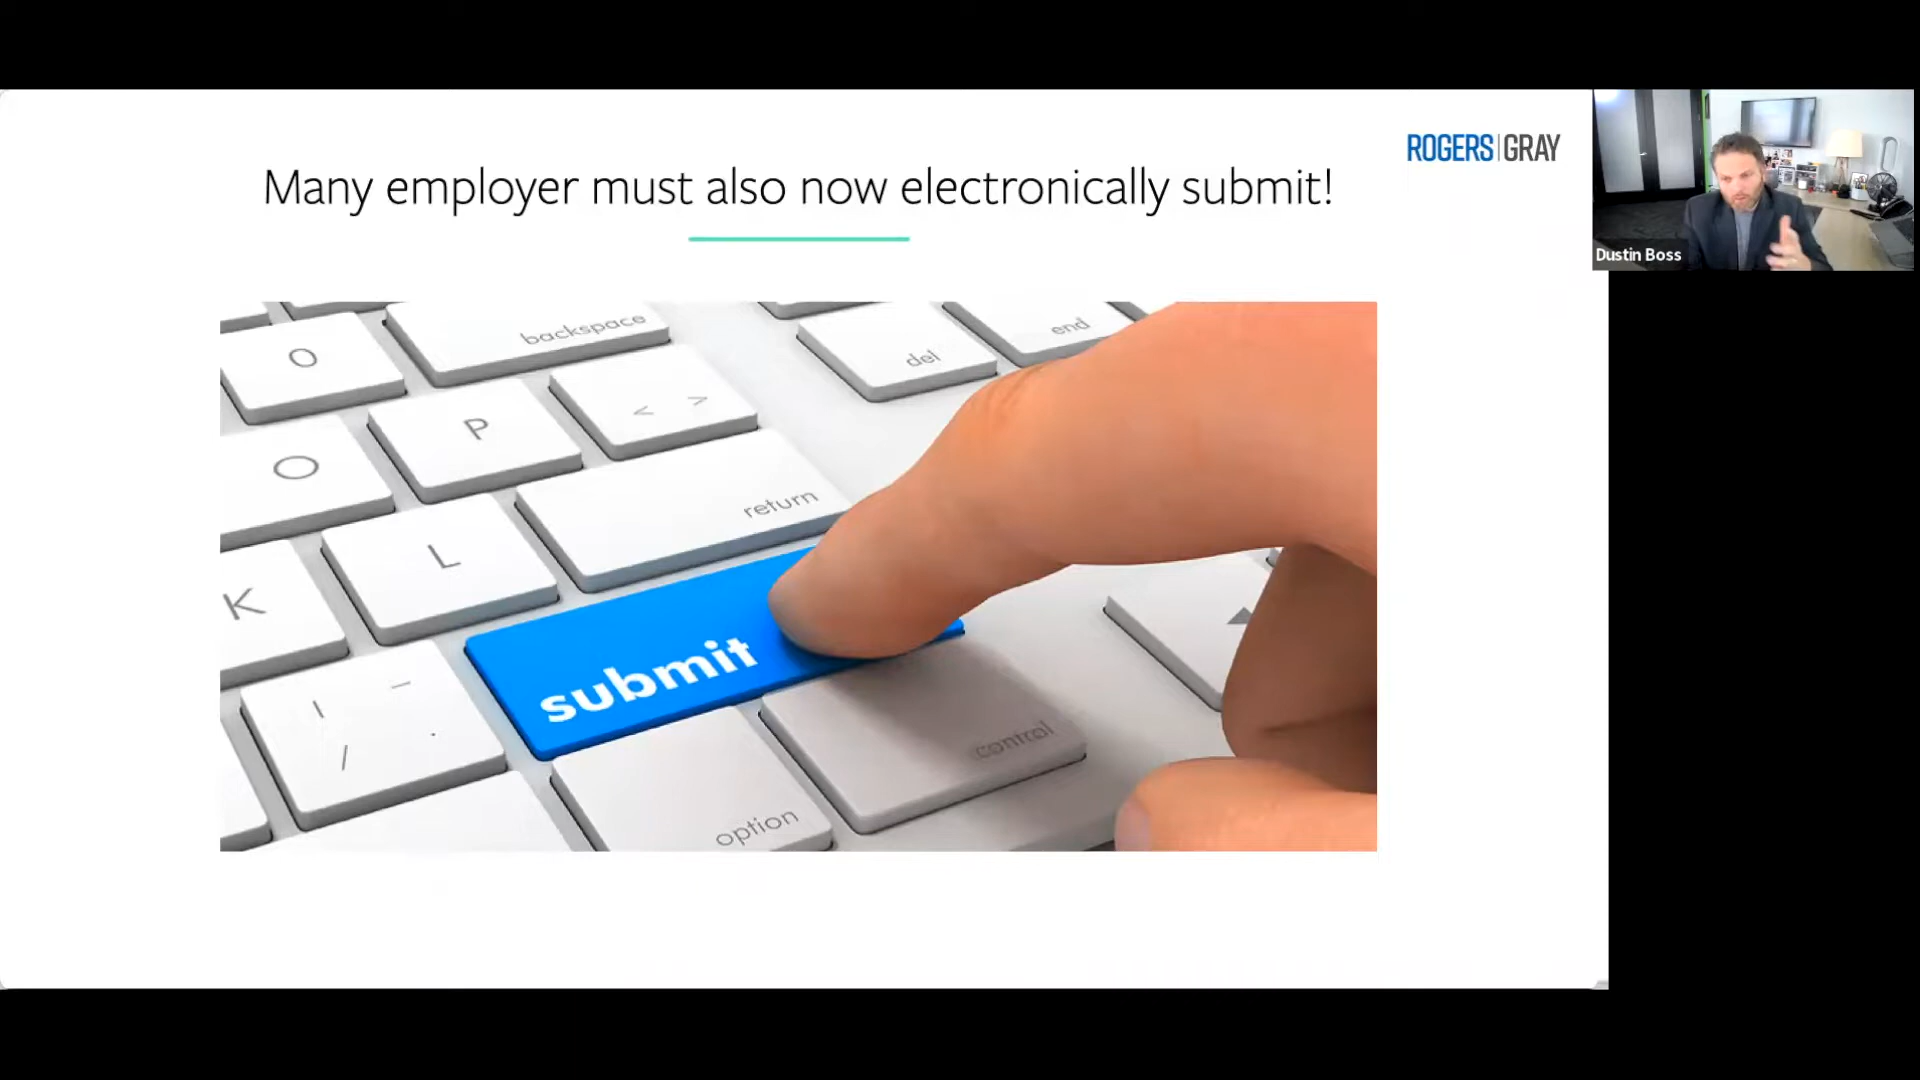 ROGERS|GRAY
Many employer must also now electronically submit!
Dustin Boss
backspace
end
del
O
< >
P
O
return
L
K
submit
control
option